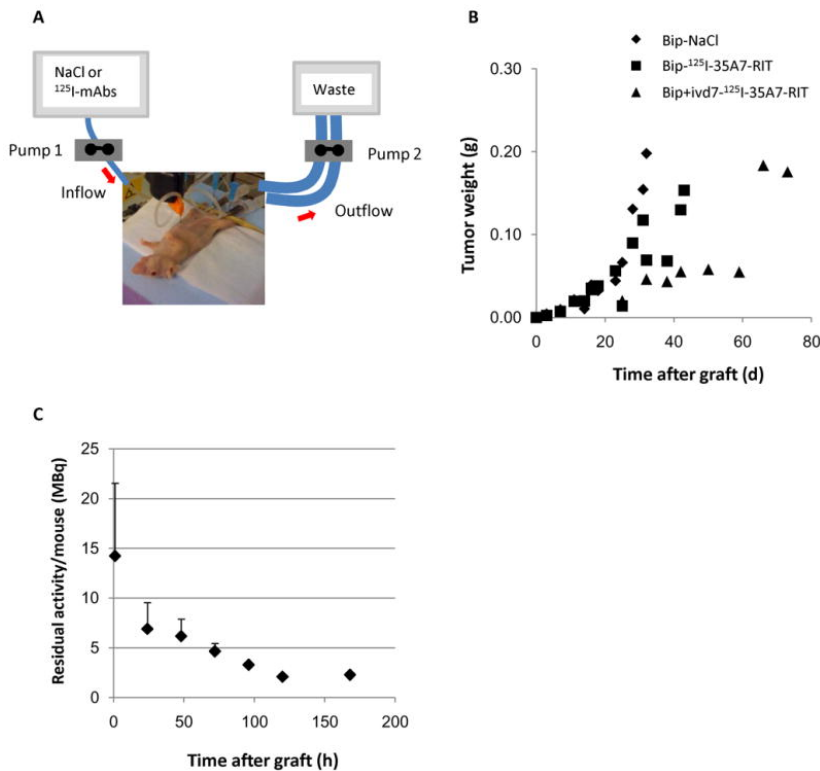 A
NaCl or
¹²⁵I-mAbs
Waste
Pump 1
Pump 2
Inflow
Outflow
B
Bip-NaCl
Bip-¹²⁵I-35A7-RIT
Bip+ivd7-¹²⁵I-35A7-RIT
0.30
0.20
0.10
0.00
Tumor weight (g)
0 20 40 60 80
Time after graft (d)
C
25
20
15
10
5
0
Residual activity/mouse (MBq)
0 50 100 150 200
Time after graft (h)